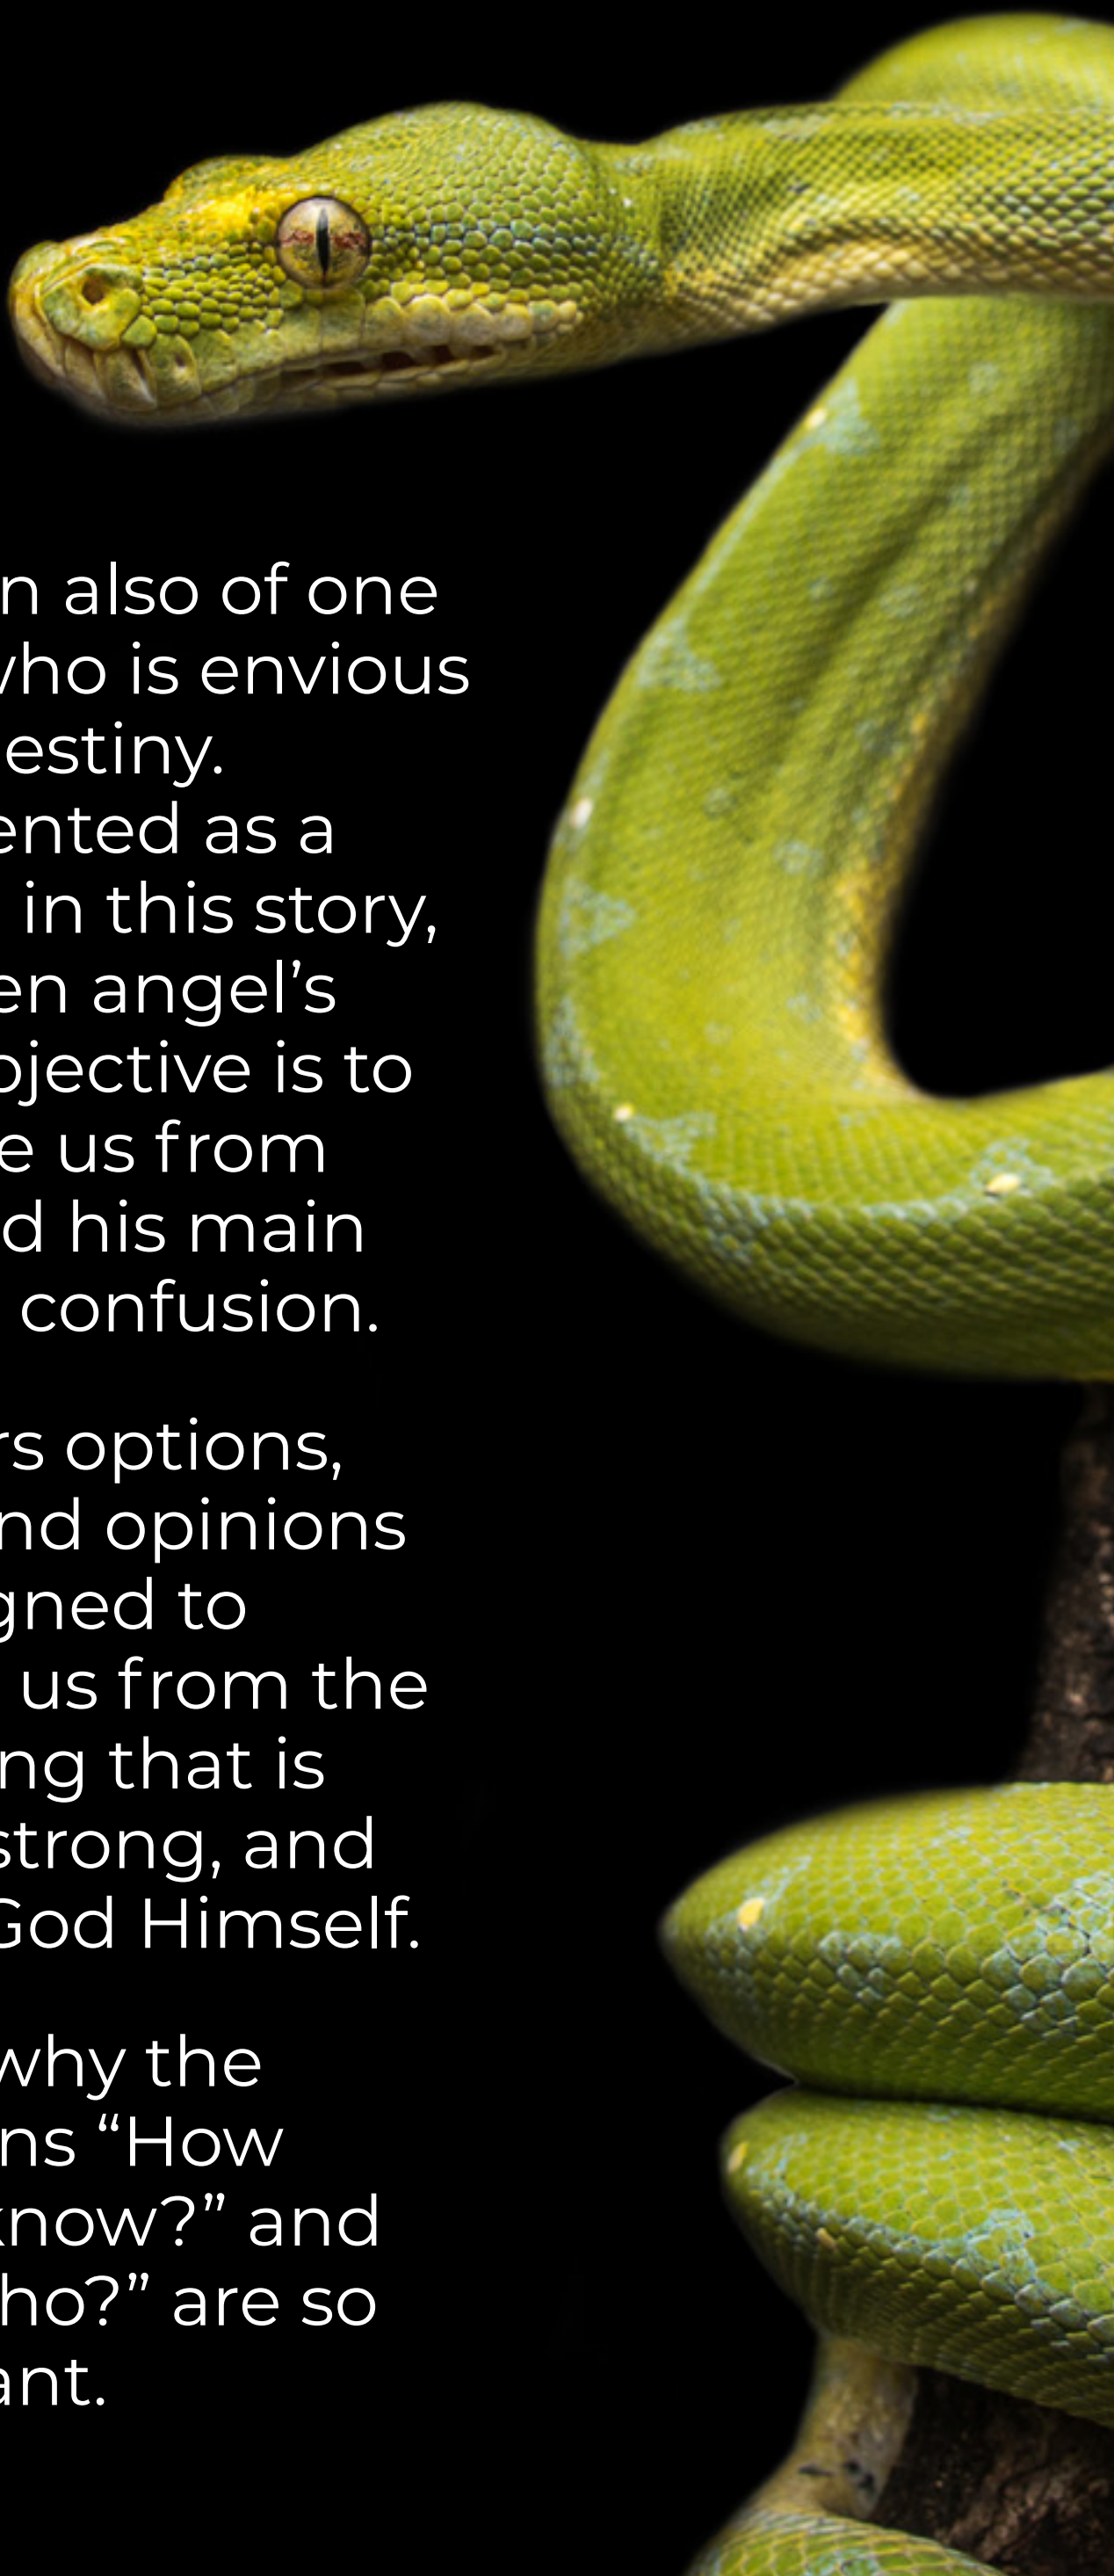 n also of one
who is envious
estiny.
ented as a
in this story,
en angel’s
bjective is to
e us from
d his main
confusion.
rs options,
nd opinions
gned to
us from the
ng that is
strong, and
God Himself.
why the
ns “How
know?” and
ho?” are so
ant.